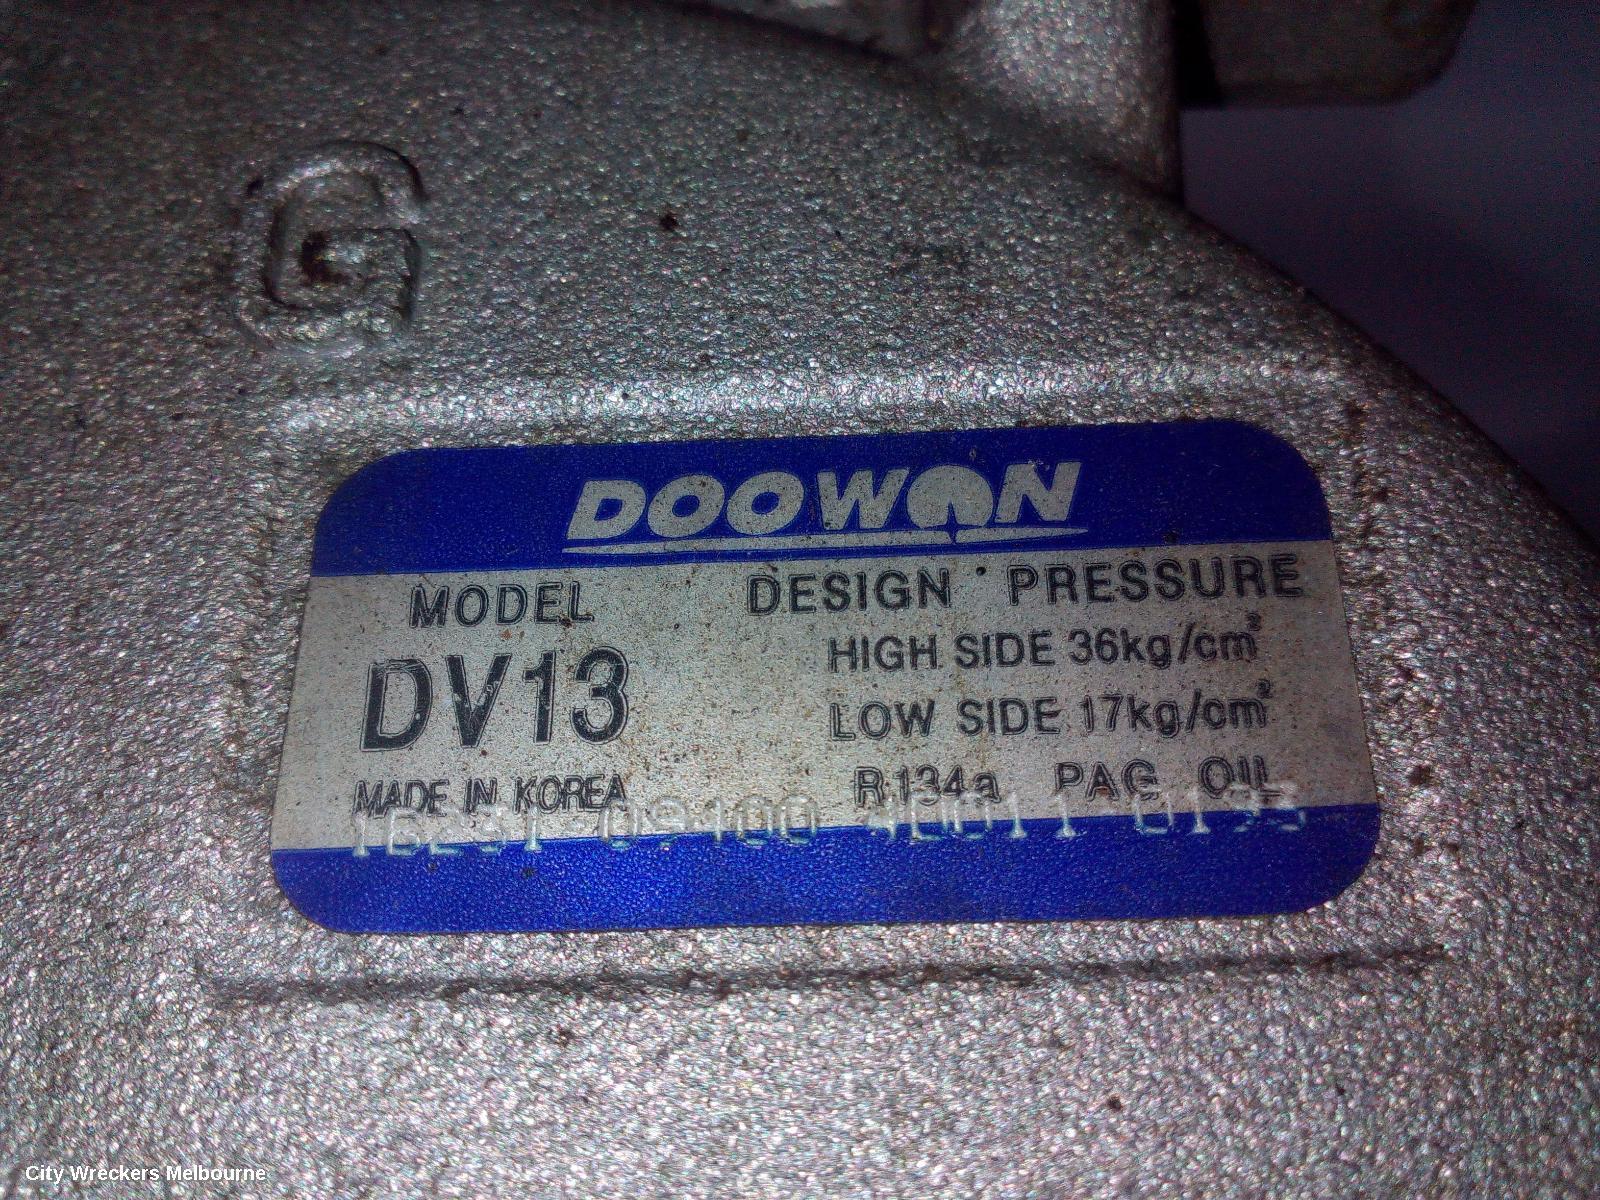 G
DOOWON
MODEL
DV13
MADE IN KOREA
DESIGN PRESSURE
HIGH SIDE 36kg/cm²
LOW SIDE 17kg/cm²
R134a PAG OIL
City Wreckers Melbourne